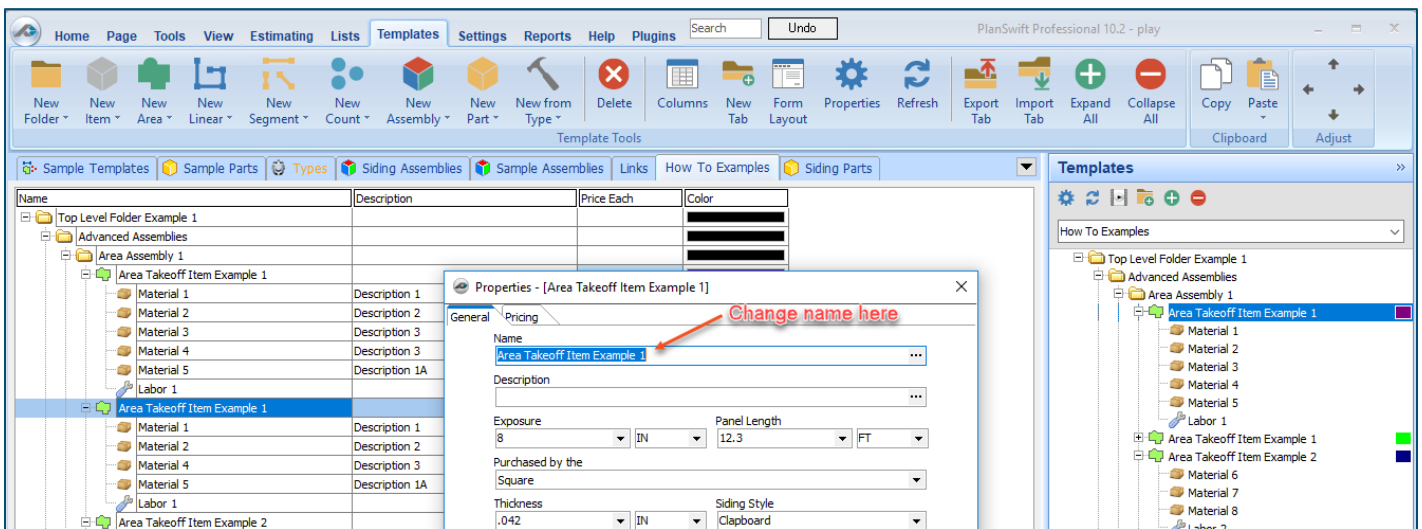 Home Page Tools View Estimating Lists Templates Settings Reports Help Plugins Search Undo PlanSwift Professional 10.2 - play
New Folder New Item New Area New Linear New Segment New Count New Assembly New Part New from Type Delete Columns New Tab Form Layout Properties Refresh Export Tab Import Tab Expand All Collapse All Copy Paste
Template Tools Clipboard Adjust
Sample Templates Sample Parts Types Siding Assemblies Sample Assemblies Links How To Examples Siding Parts
Name Description Price Each Color
Top Level Folder Example 1
Advanced Assemblies
Area Assembly 1
Area Takeoff Item Example 1
Material 1 Description 1
Material 2 Description 2
Material 3 Description 3
Material 4 Description 3
Material 5 Description 1A
Labor 1
Area Takeoff Item Example 1
Material 1 Description 1
Material 2 Description 2
Material 4 Description 3
Material 5 Description 1A
Labor 1
Area Takeoff Item Example 2
Properties - [Area Takeoff Item Example 1]
General Pricing
Change name here
Name
Area Takeoff Item Example 1
Description
Exposure Panel Length
8 IN 12.3 FT
Purchased by the
Square
Thickness Siding Style
.042 IN Clapboard
Templates
How To Examples
Top Level Folder Example 1
Advanced Assemblies
Area Assembly 1
Area Takeoff Item Example 1
Material 1
Material 2
Material 3
Material 4
Material 5
Labor 1
Area Takeoff Item Example 1
Area Takeoff Item Example 2
Material 6
Material 7
Material 8
Labor 2